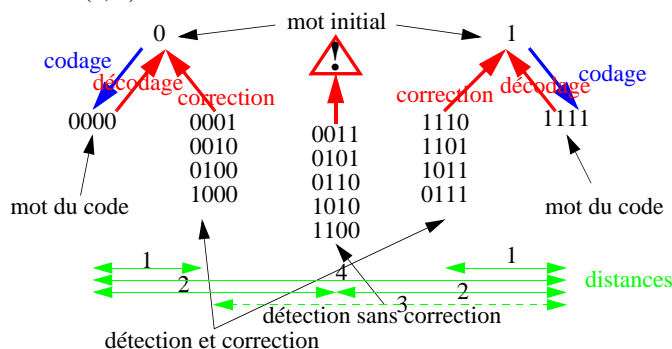 mot initial
0
1
codage
décodage
correction
!
correction
décodage
codage
0000
0001
0010
0100
1000
0011
0101
0110
1010
1100
1110
1101
1011
0111
1111
mot du code
mot du code
1
4
1
2
2
distances
3
détection sans correction
détection et correction